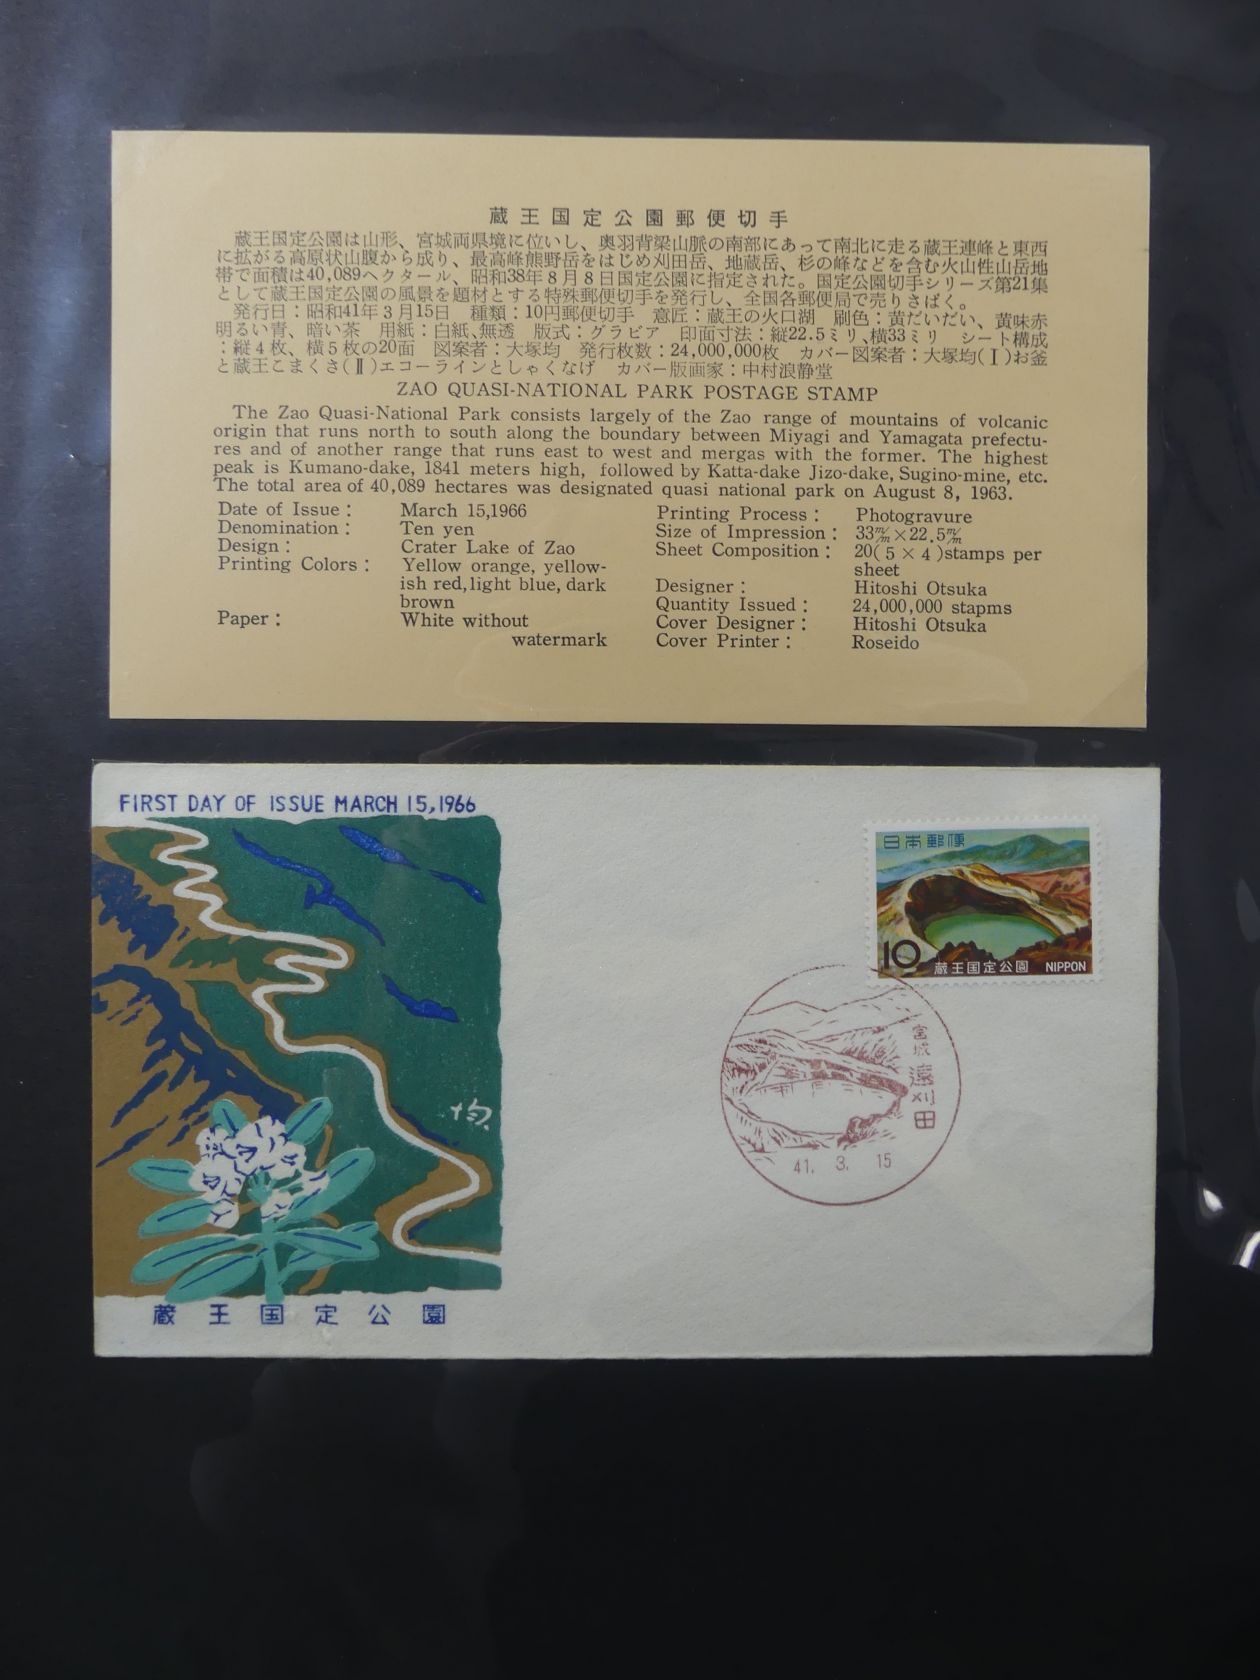 蔵王国定公園郵便切手
蔵王国定公園は山形、宮城両県境に位いし、奥羽背梁山脈の南部にあって南北に走る蔵王連峰と東西
に拡がる高原状山腹から成り、最高峰熊野岳をはじめ刈田岳、地蔵岳、杉の峰などを含む火山性山岳地
帯で面積は40,089ヘクタール、昭和38年8月8日国定公園に指定された。国定公園切手シリーズ第21集
として蔵王国定公園の風景を題材とする特殊郵便切手を発行し、全国各郵便局で売りさばく。
発行日：昭和41年3月15日 種類：10円郵便切手 意匠：蔵王の火口湖 刷色：黄だいだい、黄味赤
明るい青、暗い茶 用紙：白紙、無透 版式：グラビア 印面寸法：縦22.5ミリ、横33ミリ シート構成
：縦4枚、横5枚の20面 図案者：大塚均 発行枚数：24,000,000枚 カバー図案者：大塚均(Ⅰ)お釜
と蔵王こまくさ(Ⅱ)エコーラインとしゃくなげ カバー版画家：中村浪静堂
ZAO QUASI-NATIONAL PARK POSTAGE STAMP
The Zao Quasi-National Park consists largely of the Zao range of mountains of volcanic
origin that runs north to south along the boundary between Miyagi and Yamagata prefectu-
res and of another range that runs east to west and mergas with the former. The highest
peak is Kumano-dake, 1841 meters high, followed by Katta-dake Jizo-dake, Sugino-mine, etc.
The total area of 40,089 hectares was designated quasi national park on August 8, 1963.
Date of Issue: March 15,1966
Denomination: Ten yen
Design: Crater Lake of Zao
Printing Colors: Yellow orange, yellow-
ish red, light blue, dark
brown
Paper: White without
watermark
Printing Process: Photogravure
Size of Impression: 33m/m×22.5m/m
Sheet Composition: 20(5×4)stamps per
sheet
Designer: Hitoshi Otsuka
Quantity Issued: 24,000,000 stapms
Cover Designer: Hitoshi Otsuka
Cover Printer: Roseido
FIRST DAY OF ISSUE MARCH 15,1966
均
蔵王国定公園
日本郵便
10 蔵王国定公園 NIPPON
宮城
遠刈田
41. 3. 15